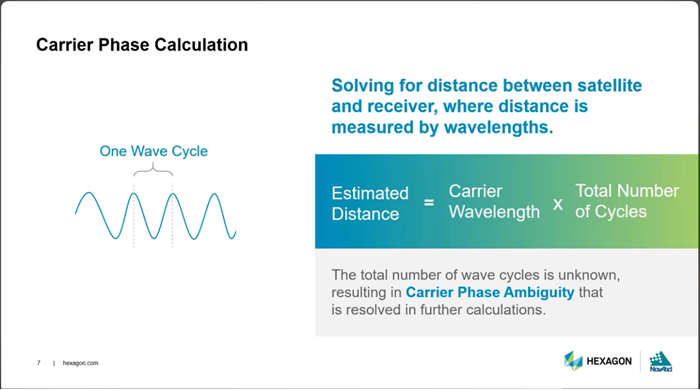 Carrier Phase Calculation
Solving for distance between satellite
and receiver, where distance is
measured by wavelengths.
One Wave Cycle
Estimated
Distance
=
Carrier
Wavelength
x
Total Number
of Cycles
The total number of wave cycles is unknown,
resulting in Carrier Phase Ambiguity that
is resolved in further calculations.
7 | hexagon.com
HEXAGON
NovAtel